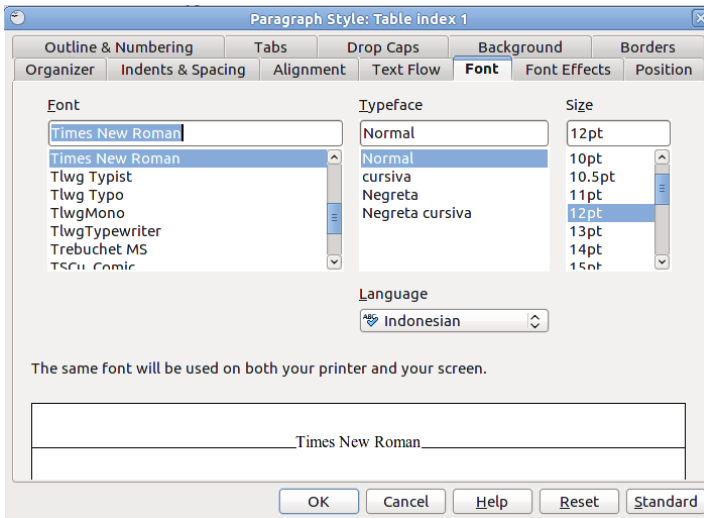 Paragraph Style: Table index 1
Outline & Numbering Tabs Drop Caps Background Borders
Organizer Indents & Spacing Alignment Text Flow Font Font Effects Position
Font Typeface Size
Times New Roman Normal 12pt
Times New Roman Normal 10pt
Tlwg Typist cursiva 10.5pt
Tlwg Typo Negreta 11pt
TlwgMono Negreta cursiva 12pt
TlwgTypewriter 13pt
Trebuchet MS 14pt
TSCu_Comic 15pt
Language
ABC Indonesian
The same font will be used on both your printer and your screen.
Times New Roman
OK Cancel Help Reset Standard